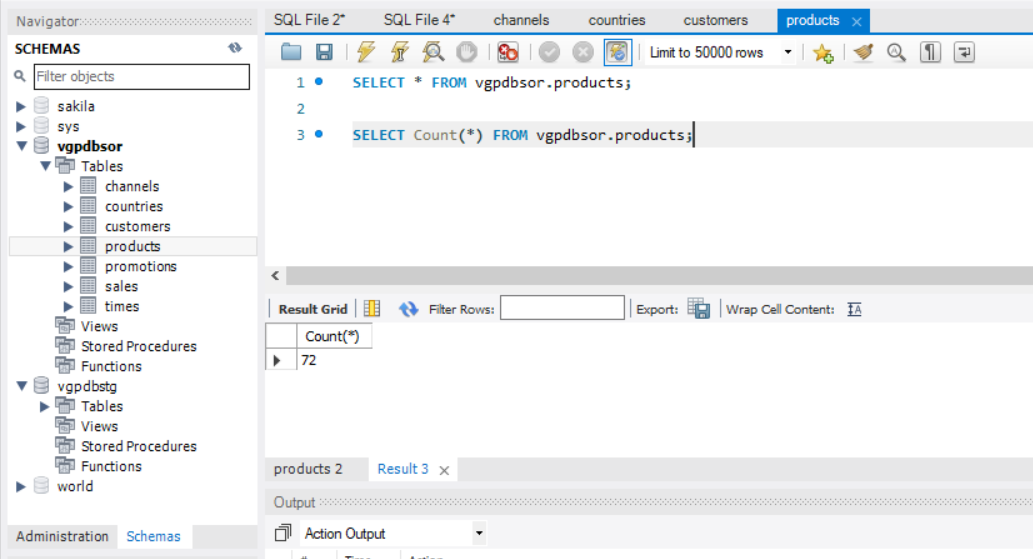 Navigator
SCHEMAS
Filter objects
sakila
sys
vgpdbsor
Tables
channels
countries
customers
products
promotions
sales
times
Views
Stored Procedures
Functions
vgpdbstg
Tables
Views
Stored Procedures
Functions
world
Administration Schemas
SQL File 2* SQL File 4* channels countries customers products
Limit to 50000 rows
1 SELECT * FROM vgpdbsor.products;
2
3 SELECT Count(*) FROM vgpdbsor.products;
Result Grid Filter Rows: Export: Wrap Cell Content:
Count(*)
72
products 2 Result 3
Output
Action Output
# Time Action